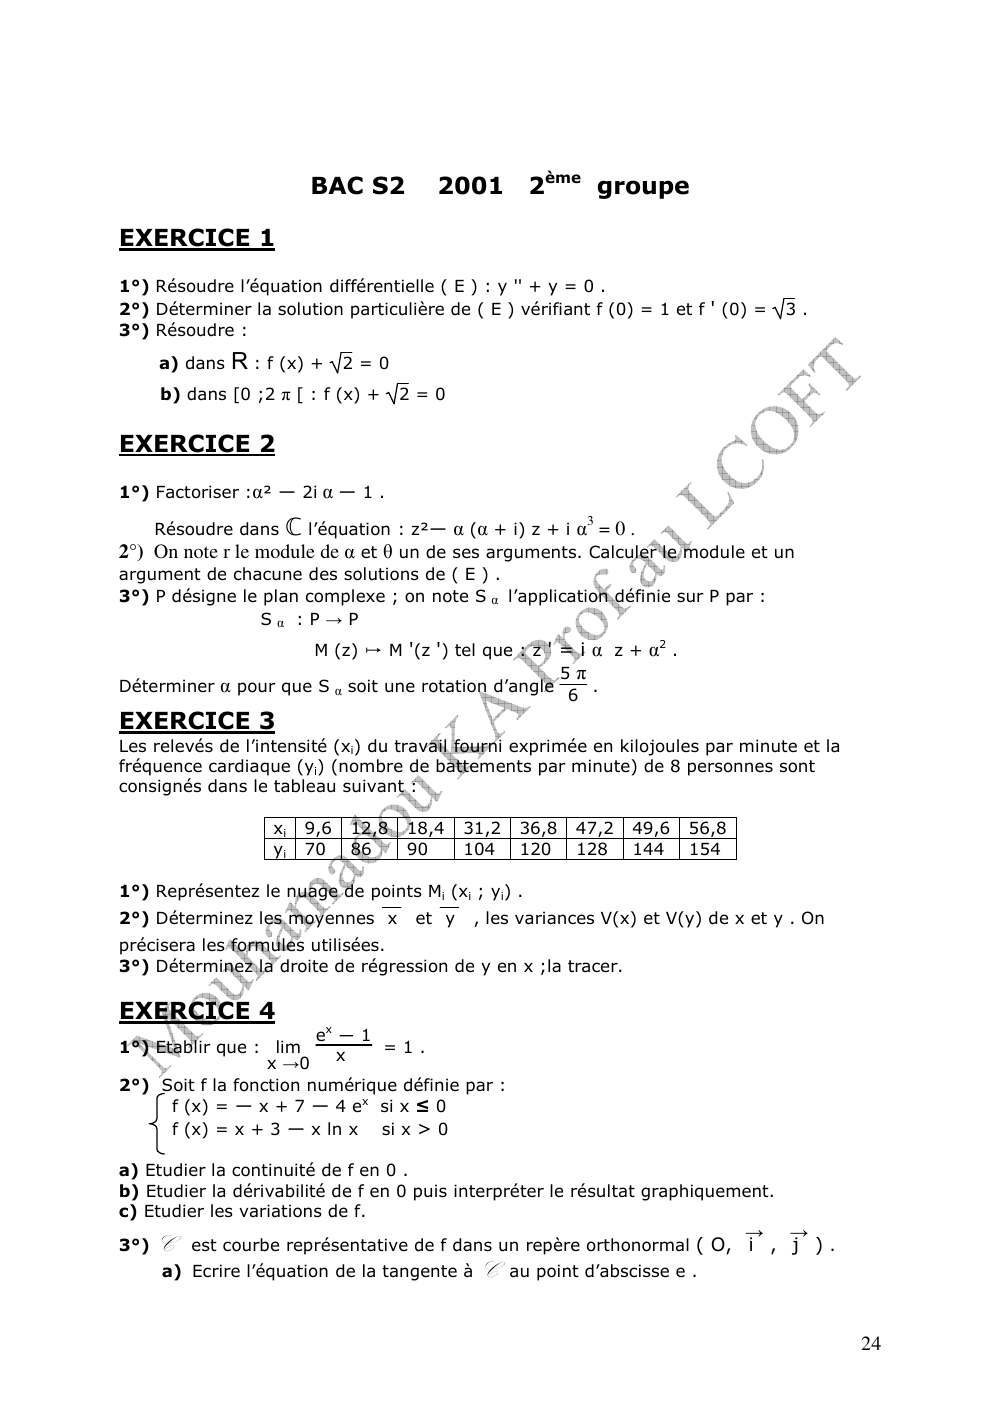 BAC S2 2001 2ème groupe
EXERCICE 1
1°) Résoudre l’équation différentielle ( E ) : y '' + y = 0 .
2°) Déterminer la solution particulière de ( E ) vérifiant f (0) = 1 et f ' (0) = √3 .
3°) Résoudre :
a) dans R : f (x) + √2 = 0
b) dans [0 ;2 π [ : f (x) + √2 = 0
EXERCICE 2
1°) Factoriser :α² — 2i α — 1 .
Résoudre dans ℂ l’équation : z²— α (α + i) z + i α³ = 0 .
2°) On note r le module de α et θ un de ses arguments. Calculer le module et un
argument de chacune des solutions de ( E ) .
3°) P désigne le plan complexe ; on note S α l’application définie sur P par :
S α : P → P
M (z) ↦ M '(z ') tel que : z ' = i α z + α² .
Déterminer α pour que S α soit une rotation d’angle 5 π / 6 .
EXERCICE 3
Les relevés de l’intensité (xi) du travail fourni exprimée en kilojoules par minute et la
fréquence cardiaque (yi) (nombre de battements par minute) de 8 personnes sont
consignés dans le tableau suivant :
xi 9,6 12,8 18,4 31,2 36,8 47,2 49,6 56,8
yi 70 86 90 104 120 128 144 154
1°) Représentez le nuage de points Mi (xi ; yi) .
2°) Déterminez les moyennes x̅ et y̅ , les variances V(x) et V(y) de x et y . On
précisera les formules utilisées.
3°) Déterminez la droite de régression de y en x ;la tracer.
EXERCICE 4
1°) Etablir que : lim x →0 (eˣ — 1) / x = 1 .
2°) Soit f la fonction numérique définie par :
f (x) = — x + 7 — 4 eˣ si x ≤ 0
f (x) = x + 3 — x ln x si x > 0
a) Etudier la continuité de f en 0 .
b) Etudier la dérivabilité de f en 0 puis interpréter le résultat graphiquement.
c) Etudier les variations de f.
3°) 𝒞 est courbe représentative de f dans un repère orthonormal ( O, i⃗ , j⃗ ) .
a) Ecrire l’équation de la tangente à 𝒞 au point d’abscisse e .
24
Mouhamadou KA Prof au LCOFT